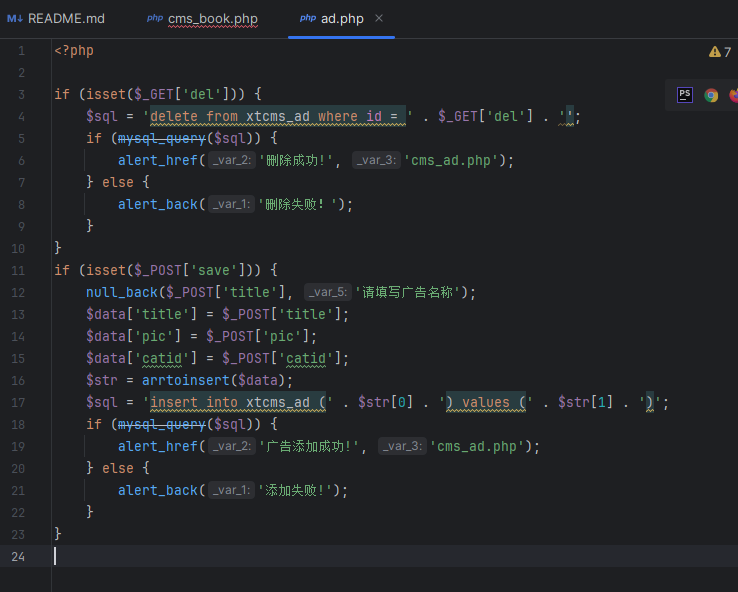 M↓ README.md php cms_book.php php ad.php ×
1 <?php
⚠ 7
2
3 if (isset($_GET['del'])) {
PS
4 $sql = 'delete from xtcms_ad where id = ' . $_GET['del'] . '';
5 if (mysql_query($sql)) {
6 alert_href( _var_2: '删除成功!', _var_3: 'cms_ad.php');
7 } else {
8 alert_back( _var_1: '删除失败！');
9 }
10 }
11 if (isset($_POST['save'])) {
12 null_back($_POST['title'], _var_5: '请填写广告名称');
13 $data['title'] = $_POST['title'];
14 $data['pic'] = $_POST['pic'];
15 $data['catid'] = $_POST['catid'];
16 $str = arrtoinsert($data);
17 $sql = 'insert into xtcms_ad (' . $str[0] . ') values (' . $str[1] . ')';
18 if (mysql_query($sql)) {
19 alert_href( _var_2: '广告添加成功!', _var_3: 'cms_ad.php');
20 } else {
21 alert_back( _var_1: '添加失败!');
22 }
23 }
24